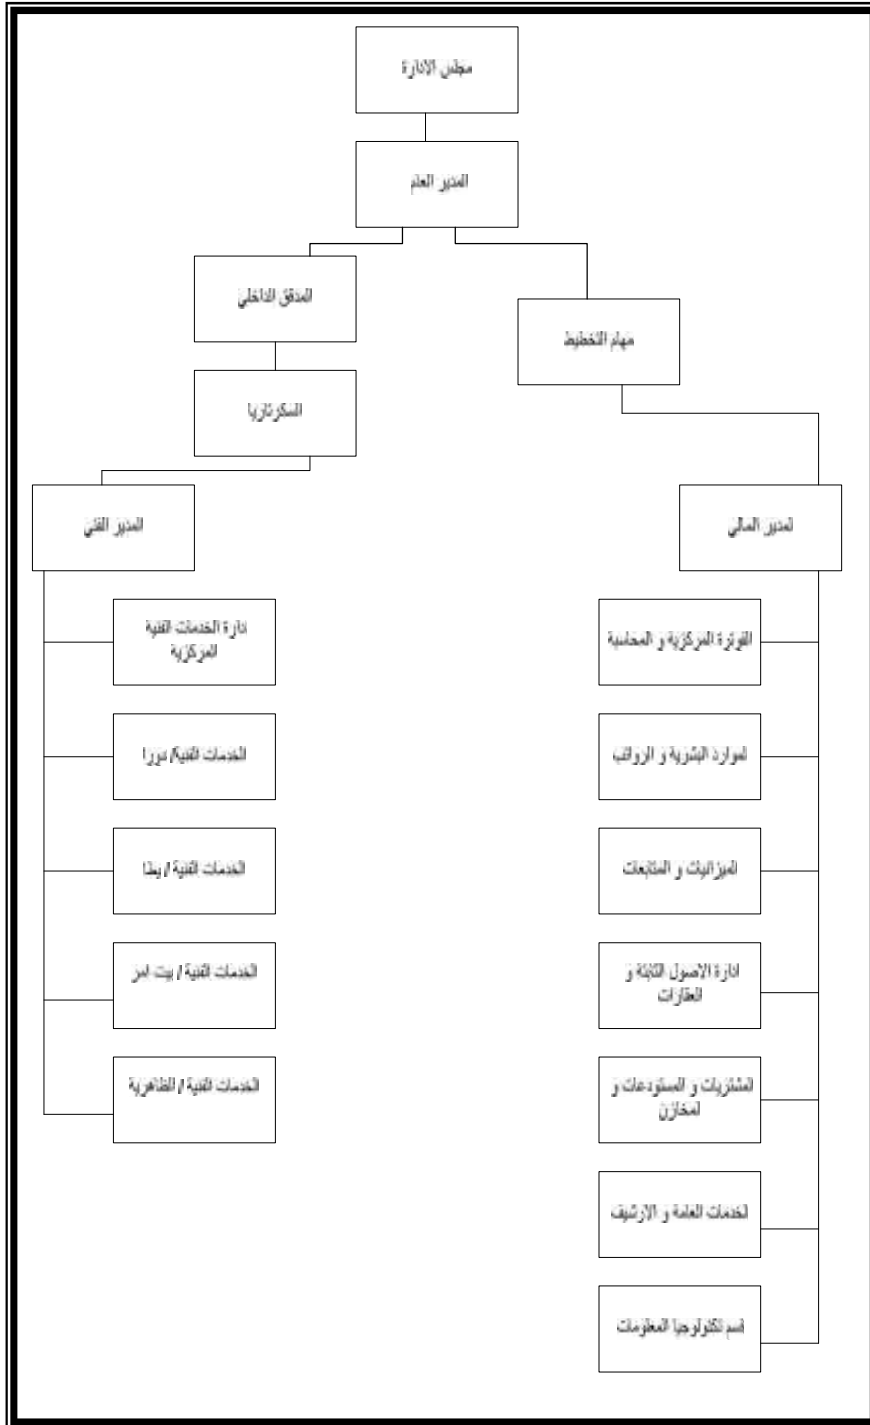 مجلس الادارة
المدير العام
المدقق الداخلي
مهام التخطيط
السكرتاريا
المدير الفني
لمدير المالي
ادارة الخدمات الفنية
المركزية
الفوترة المركزية و المحاسبة
الخدمات الفنية/ دورا
لموارد البشرية و الرواتب
الخدمات الفنية / يطا
الميزانيات و المتابعات
الخدمات الفنية / بيت امر
ادارة الاصول الثابتة و
العقارات
الخدمات الفنية / الظاهرية
المشتريات و المستودعات و
المخازن
الخدمات العامة و الارشيف
قسم تكنولوجيا المعلومات